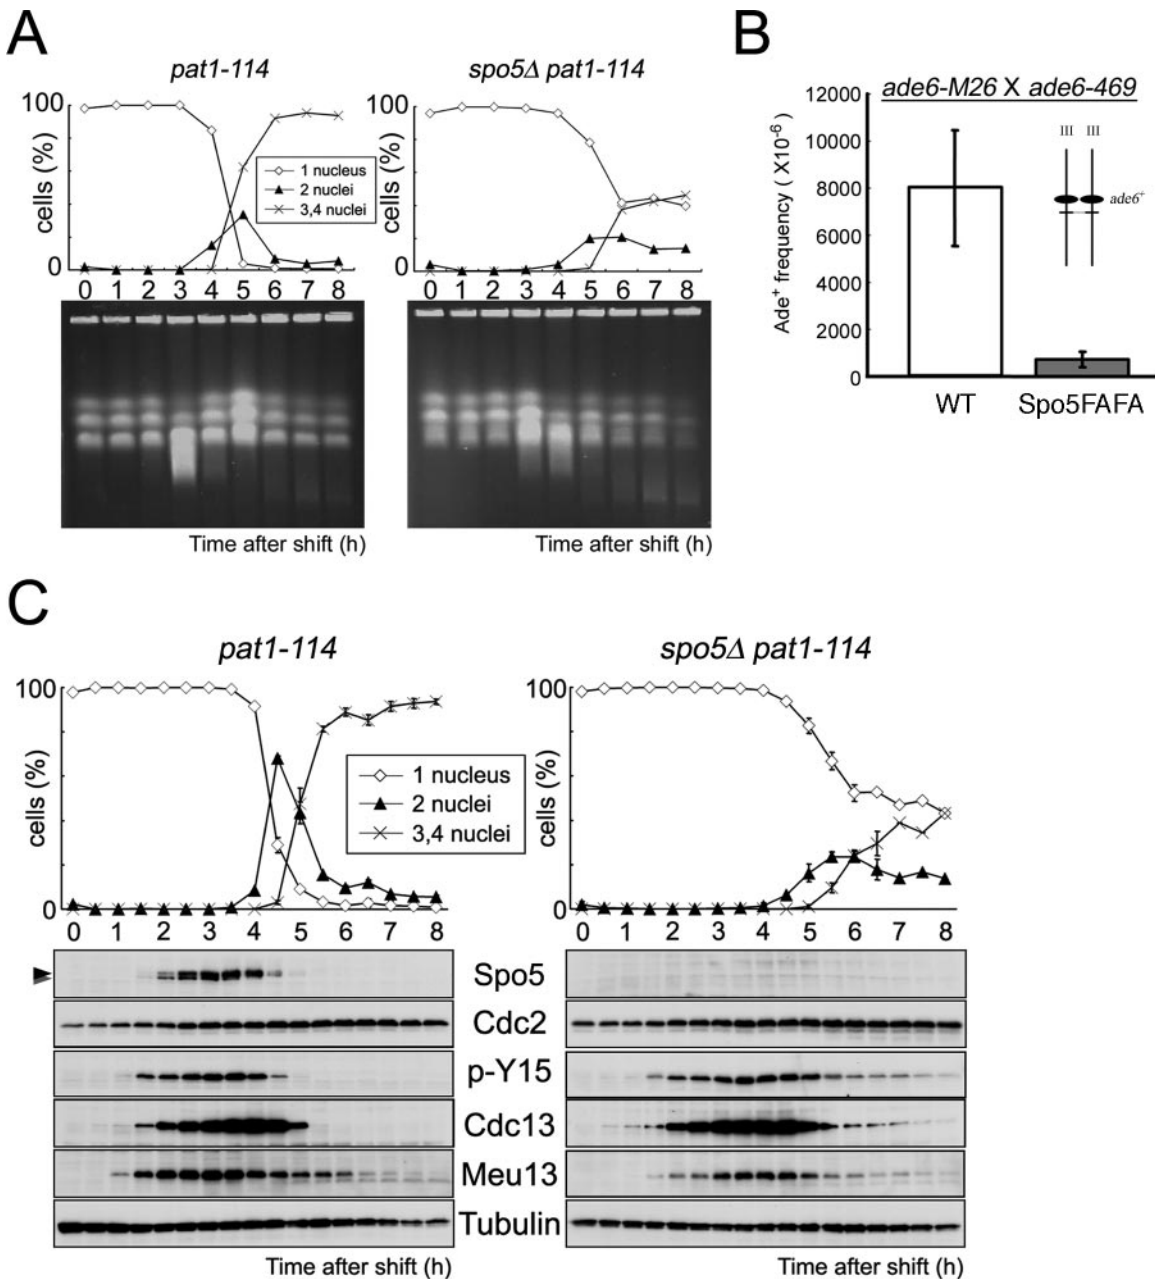 A
pat1-114
spo5Δ pat1-114
100
cells (%)
0
1 nucleus
2 nuclei
3,4 nuclei
0 1 2 3 4 5 6 7 8
Time after shift (h)
100
cells (%)
0
0 1 2 3 4 5 6 7 8
Time after shift (h)
B
ade6-M26 X ade6-469
12000
10000
8000
6000
4000
2000
0
Ade+ frequency ( X10-6 )
III III
ade6+
WT
Spo5FAFA
C
pat1-114
spo5Δ pat1-114
100
cells (%)
0
1 nucleus
2 nuclei
3,4 nuclei
0 1 2 3 4 5 6 7 8
100
cells (%)
0
0 1 2 3 4 5 6 7 8
Spo5
Cdc2
p-Y15
Cdc13
Meu13
Tubulin
Time after shift (h)
Time after shift (h)